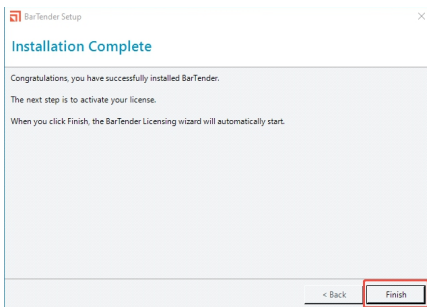 BarTender Setup
Installation Complete
Congratulations, you have successfully installed BarTender.
The next step is to activate your license.
When you click Finish, the BarTender Licensing wizard will automatically start.
< Back Finish